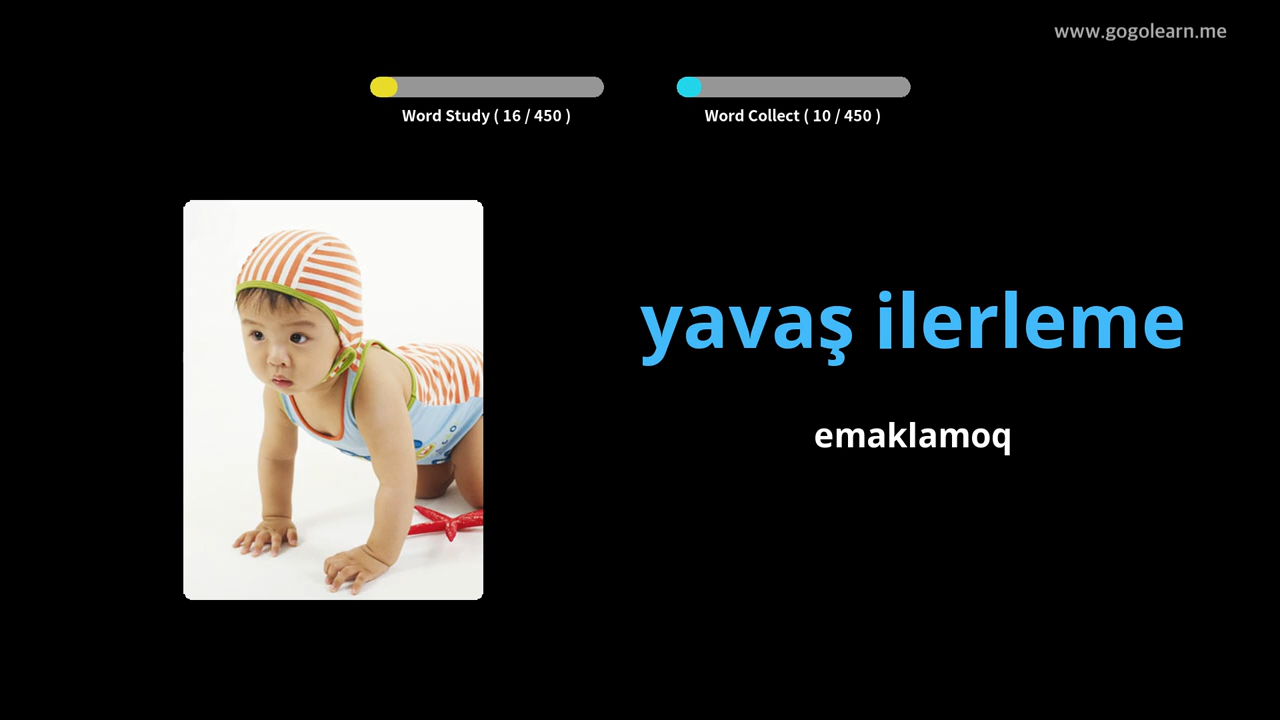 www.gogolearn.me
Word Study ( 16 / 450 )
Word Collect ( 10 / 450 )
yavaş ilerleme
emaklamoq